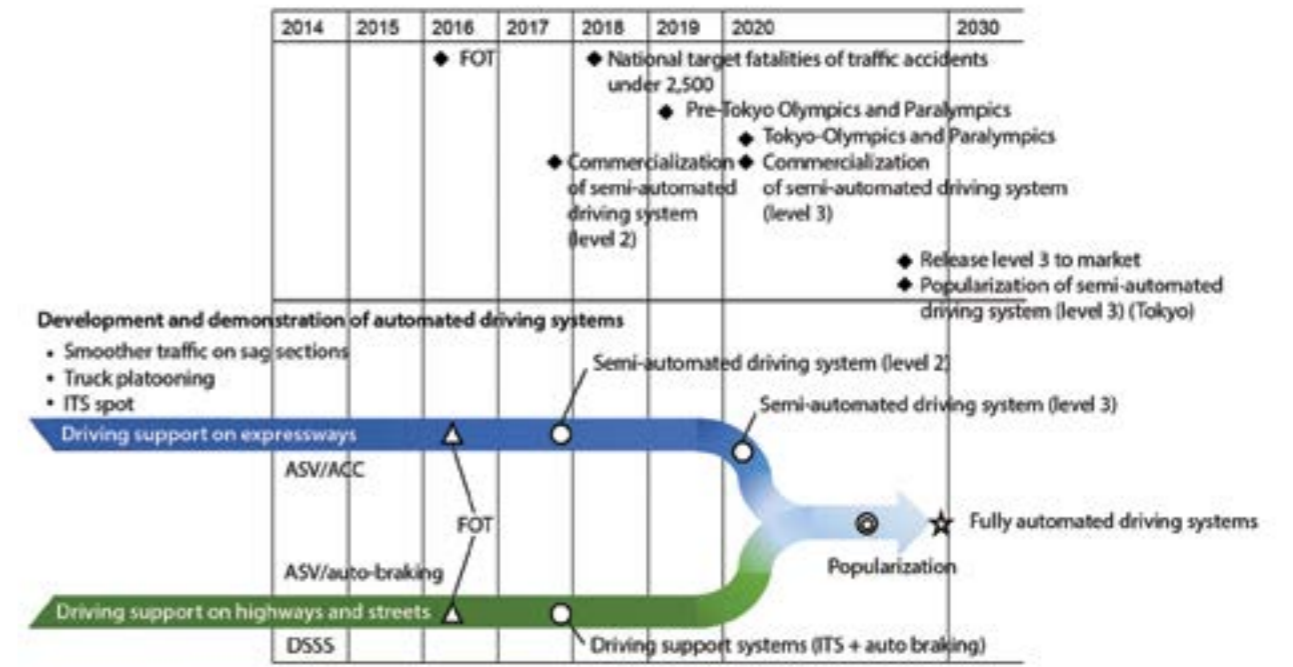 2014 2015 2016 2017 2018 2019 2020 2030
FOT
National target fatalities of traffic accidents
under 2,500
Pre-Tokyo Olympics and Paralympics
Tokyo-Olympics and Paralympics
Commercialization
of semi-automated
driving system
(level 2)
Commercialization
of semi-automated driving system
(level 3)
Release level 3 to market
Popularization of semi-automated
driving system (level 3) (Tokyo)
Development and demonstration of automated driving systems
• Smoother traffic on sag sections
• Truck platooning
• ITS spot
Semi-automated driving system (level 2)
Semi-automated driving system (level 3)
Driving support on expressways
ASV/ACC
FOT
Fully automated driving systems
Popularization
ASV/auto-braking
Driving support on highways and streets
DSSS
Driving support systems (ITS + auto braking)